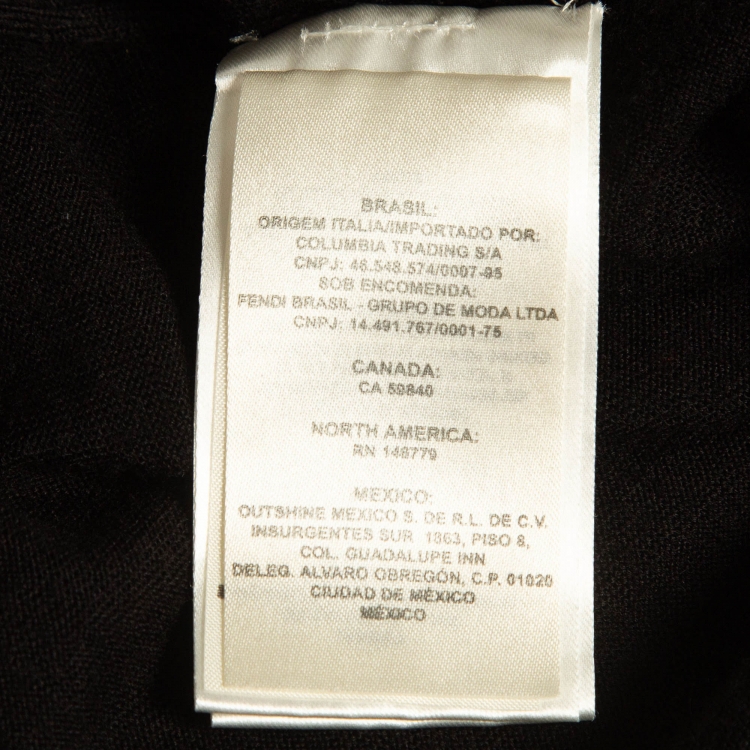 BRASIL:
ORIGEM ITALIA/IMPORTADO POR:
COLUMBIA TRADING S/A
CNPJ: 46.548.574/0007-95
SOB ENCOMENDA:
FENDI BRASIL - GRUPO DE MODA LTDA
CNPJ: 14.491.767/0001-75
CANADA:
CA 59840
NORTH AMERICA:
RN 148779
MEXICO:
OUTSHINE MEXICO S. DE R.L. DE C.V.
INSURGENTES SUR 1863, PISO 8,
COL. GUADALUPE INN
DELEG. ALVARO OBREGÓN, C.P. 01020
CIUDAD DE MÉXICO
MÉXICO